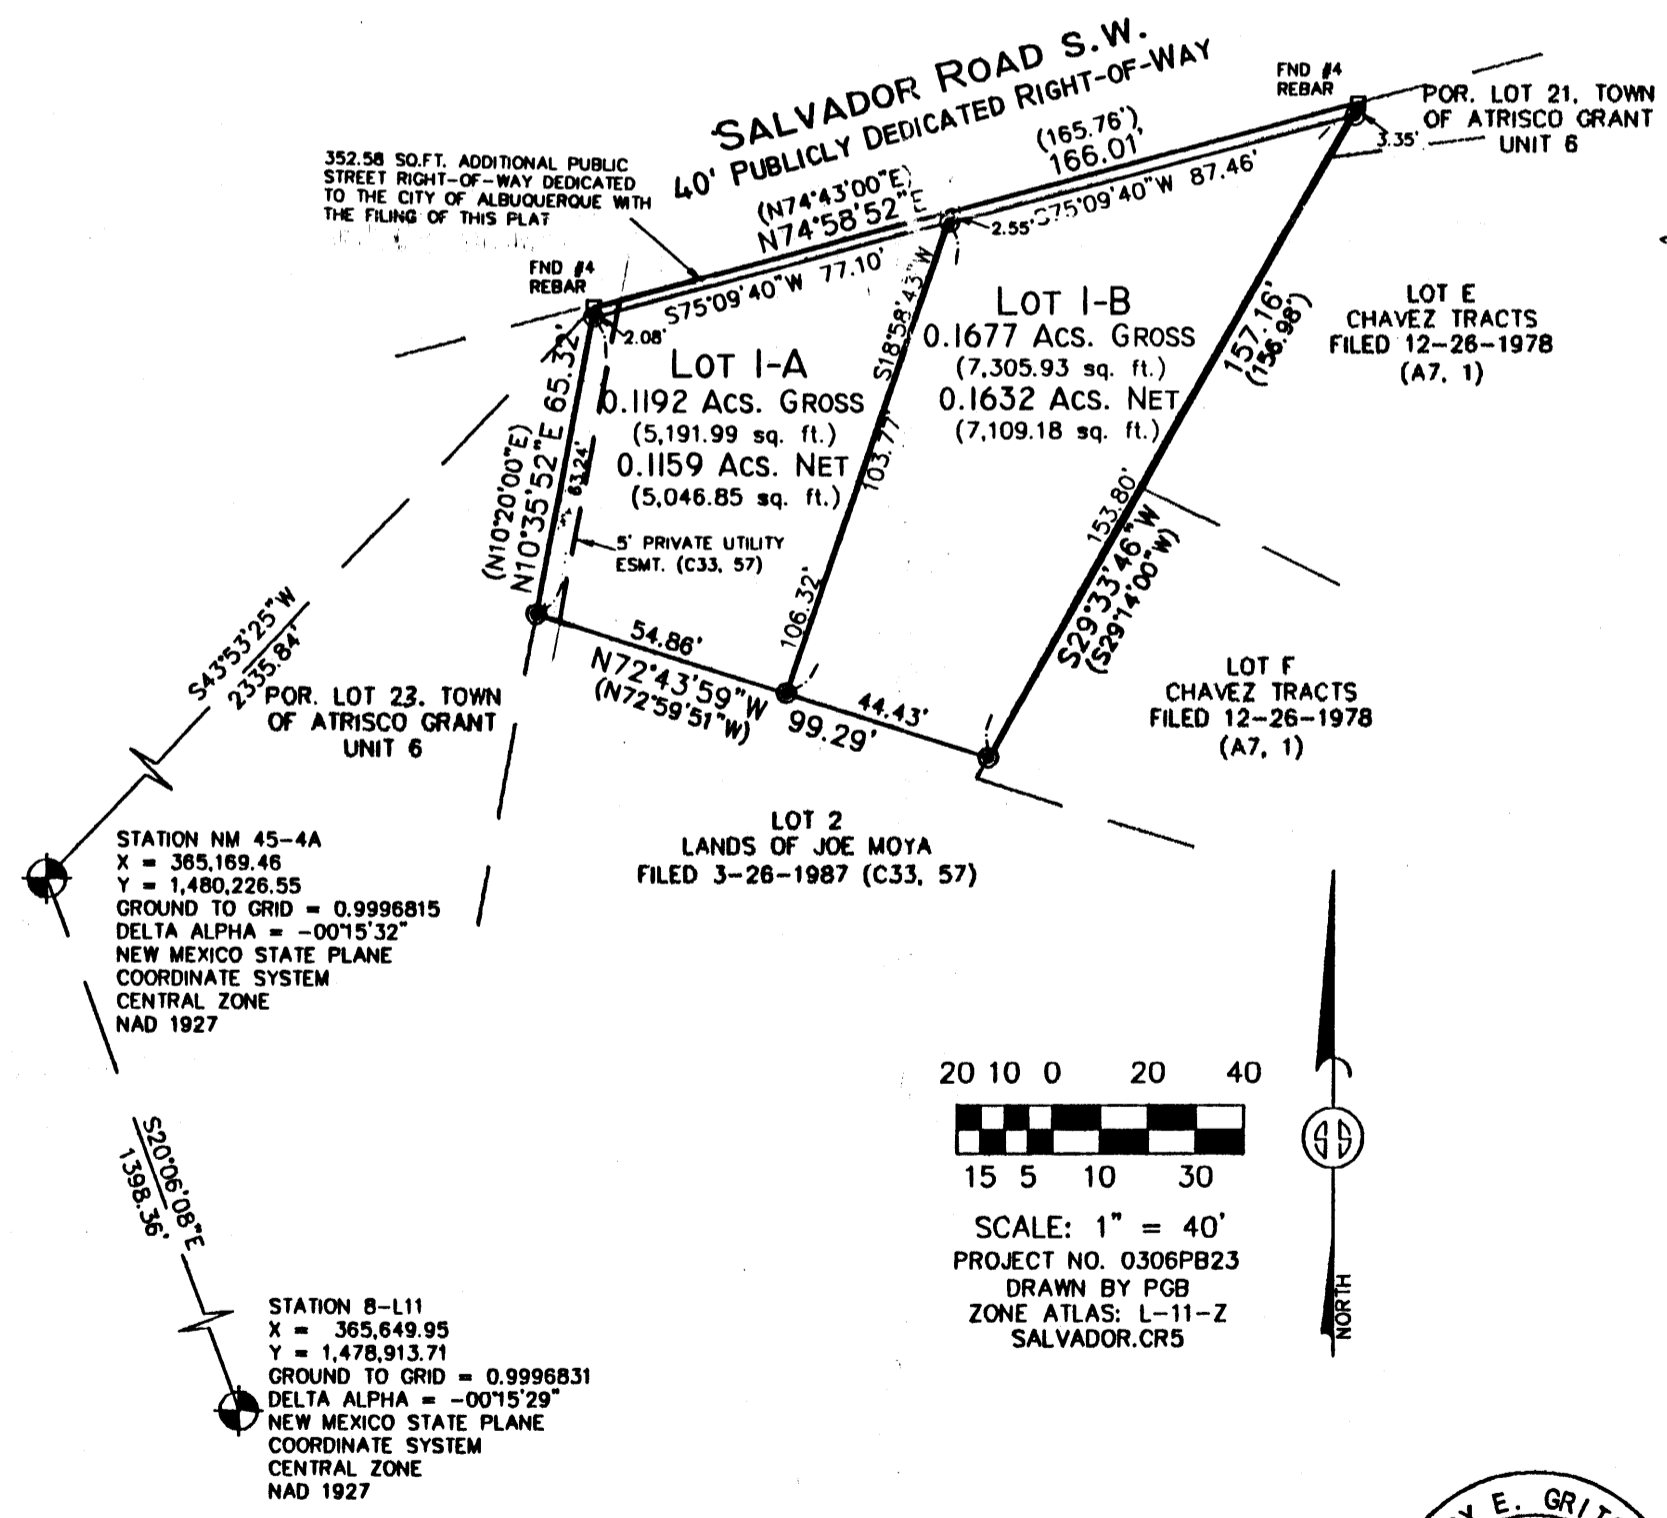 SALVADOR ROAD S.W.
40' PUBLICLY DEDICATED RIGHT-OF-WAY
FND #4
REBAR
POR. LOT 21, TOWN
OF ATRISCO GRANT
UNIT 6
3.35'
(165.76')
166.01'
S75°09'40"W 87.46'
2.55'
352.58 SQ.FT. ADDITIONAL PUBLIC
STREET RIGHT-OF-WAY DEDICATED
TO THE CITY OF ALBUQUERQUE WITH
THE FILING OF THIS PLAT
(N74°43'00"E)
N74°58'52"E
S75°09'40"W 77.10'
FND #4
REBAR
2.08'
LOT 1-A
0.1192 ACS. GROSS
(5,191.99 sq. ft.)
0.1159 ACS. NET
(5,046.85 sq. ft.)
5' PRIVATE UTILITY
ESMT. (C33, 57)
(N10°20'00"E)
N10°35'52"E 65.32'
63.24'
S18°58'43"W
103.77'
106.32'
LOT 1-B
0.1677 ACS. GROSS
(7,305.93 sq. ft.)
0.1632 ACS. NET
(7,109.18 sq. ft.)
157.16'
(156.98')
153.80'
S29°33'46"W
(S29°14'00"W)
LOT E
CHAVEZ TRACTS
FILED 12-26-1978
(A7, 1)
LOT F
CHAVEZ TRACTS
FILED 12-26-1978
(A7, 1)
54.86'
N72°43'59"W 99.29'
(N72°59'51"W)
44.43'
S43°53'25"W
2335.84'
POR. LOT 23, TOWN
OF ATRISCO GRANT
UNIT 6
LOT 2
LANDS OF JOE MOYA
FILED 3-26-1987 (C33, 57)
STATION NM 45-4A
X = 365,169.46
Y = 1,480,226.55
GROUND TO GRID = 0.9996815
DELTA ALPHA = -00°15'32"
NEW MEXICO STATE PLANE
COORDINATE SYSTEM
CENTRAL ZONE
NAD 1927
S20°06'08"E
1398.36'
STATION 8-L11
X = 365,649.95
Y = 1,478,913.71
GROUND TO GRID = 0.9996831
DELTA ALPHA = -00°15'29"
NEW MEXICO STATE PLANE
COORDINATE SYSTEM
CENTRAL ZONE
NAD 1927
20 10 0 20 40
15 5 10 30
SCALE: 1" = 40'
PROJECT NO. 0306PB23
DRAWN BY PGB
ZONE ATLAS: L-11-Z
SALVADOR.CR5
SS
NORTH
E. GRIT